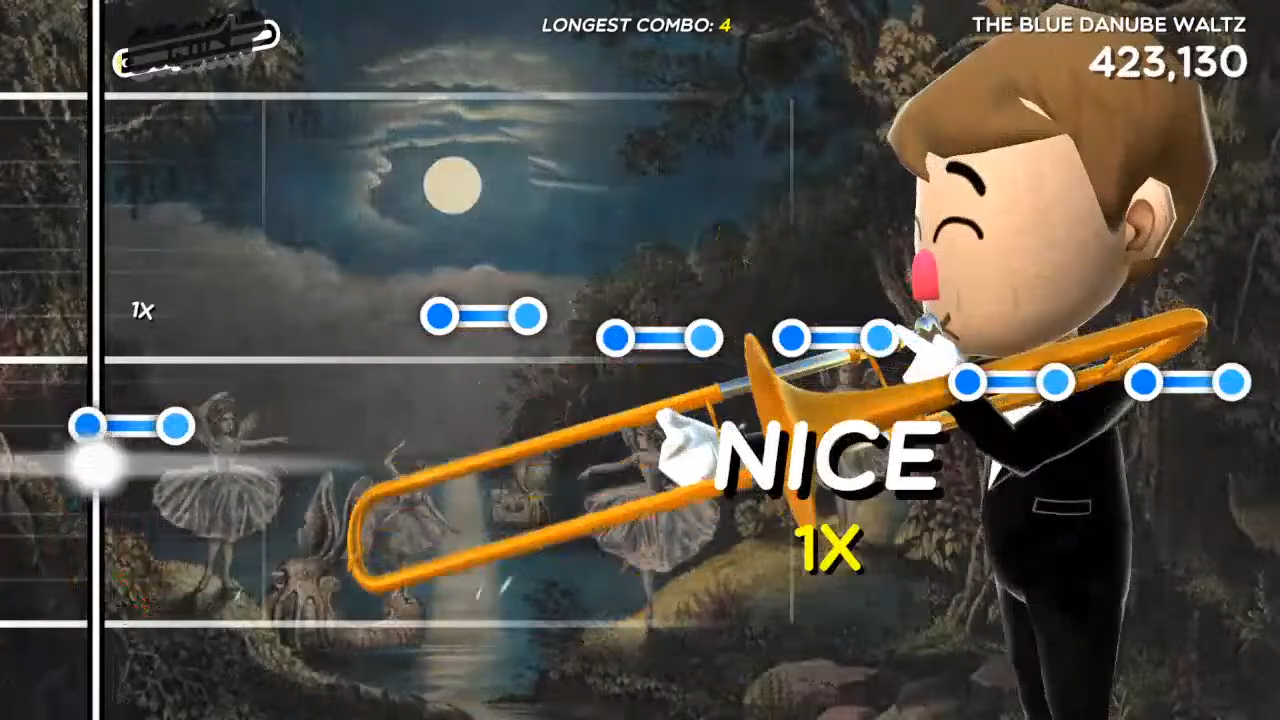 LONGEST COMBO: 4
THE BLUE DANUBE WALTZ
423,130
1X
NICE
1X